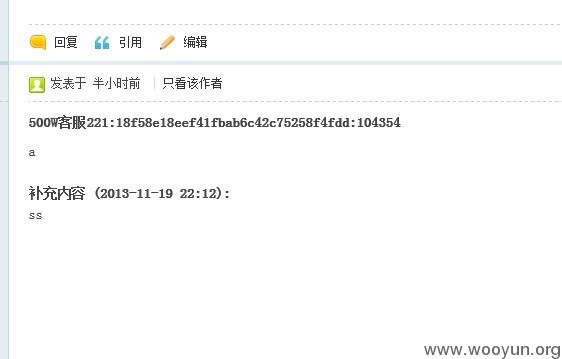 回复 引用 编辑
发表于 半小时前 只看该作者
500W客服221:18f58e18eef41fbab6c42c75258f4fdd:104354
a
补充内容 (2013-11-19 22:12):
ss
www.wooyun.org